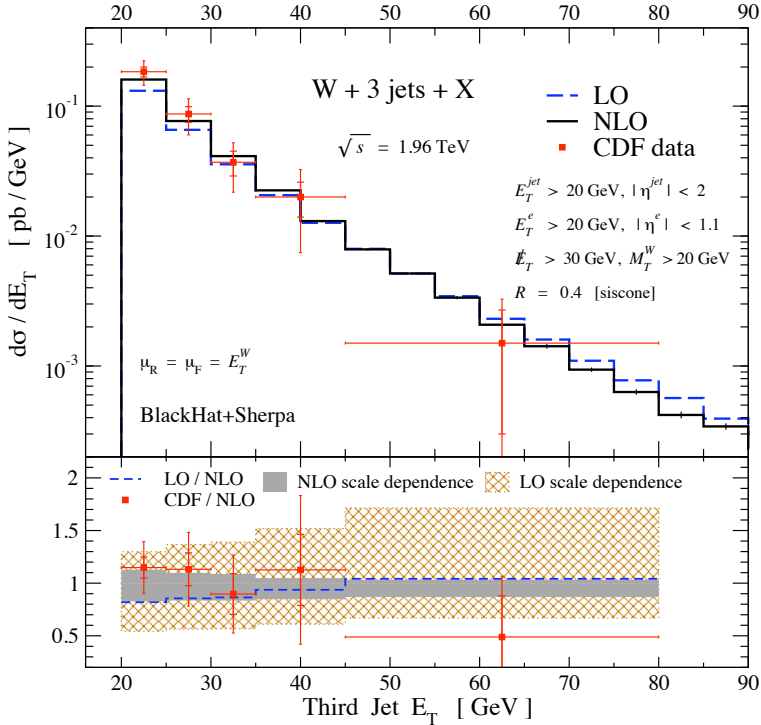 20 30 40 50 60 70 80 90
W + 3 jets + X
√s = 1.96 TeV
LO
NLO
CDF data
E_T^jet > 20 GeV, | η^jet | < 2
E_T^e > 20 GeV, | η^e | < 1.1
E̸_T > 30 GeV, M_T^W > 20 GeV
R = 0.4 [siscone]
μ_R = μ_F = E_T^W
BlackHat+Sherpa
10^-1
10^-2
10^-3
dσ / dE_T [ pb / GeV ]
LO / NLO
CDF / NLO
NLO scale dependence
LO scale dependence
2
1.5
1
0.5
20 30 40 50 60 70 80 90
Third Jet E_T [ GeV ]